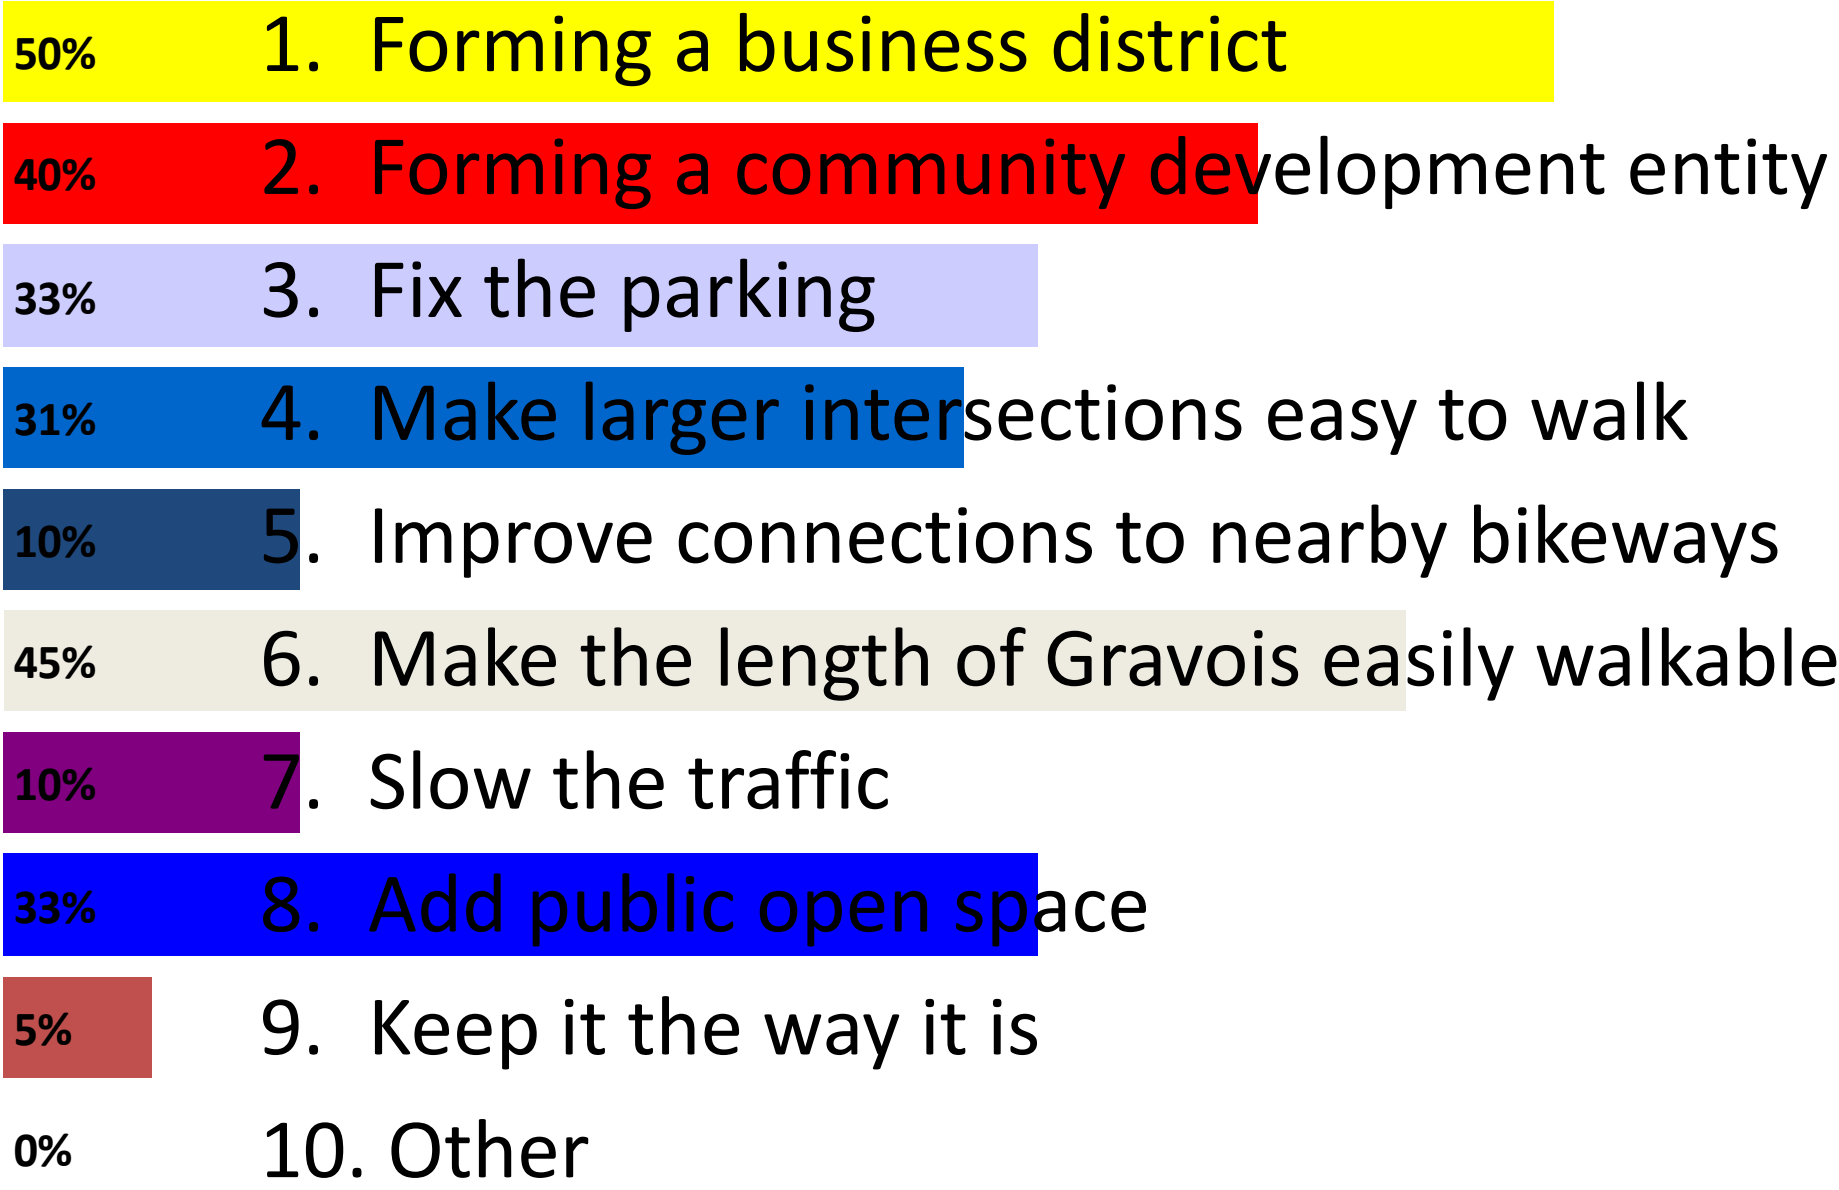 50% 1. Forming a business district
40% 2. Forming a community development entity
33% 3. Fix the parking
31% 4. Make larger intersections easy to walk
10% 5. Improve connections to nearby bikeways
45% 6. Make the length of Gravois easily walkable
10% 7. Slow the traffic
33% 8. Add public open space
5% 9. Keep it the way it is
0% 10. Other